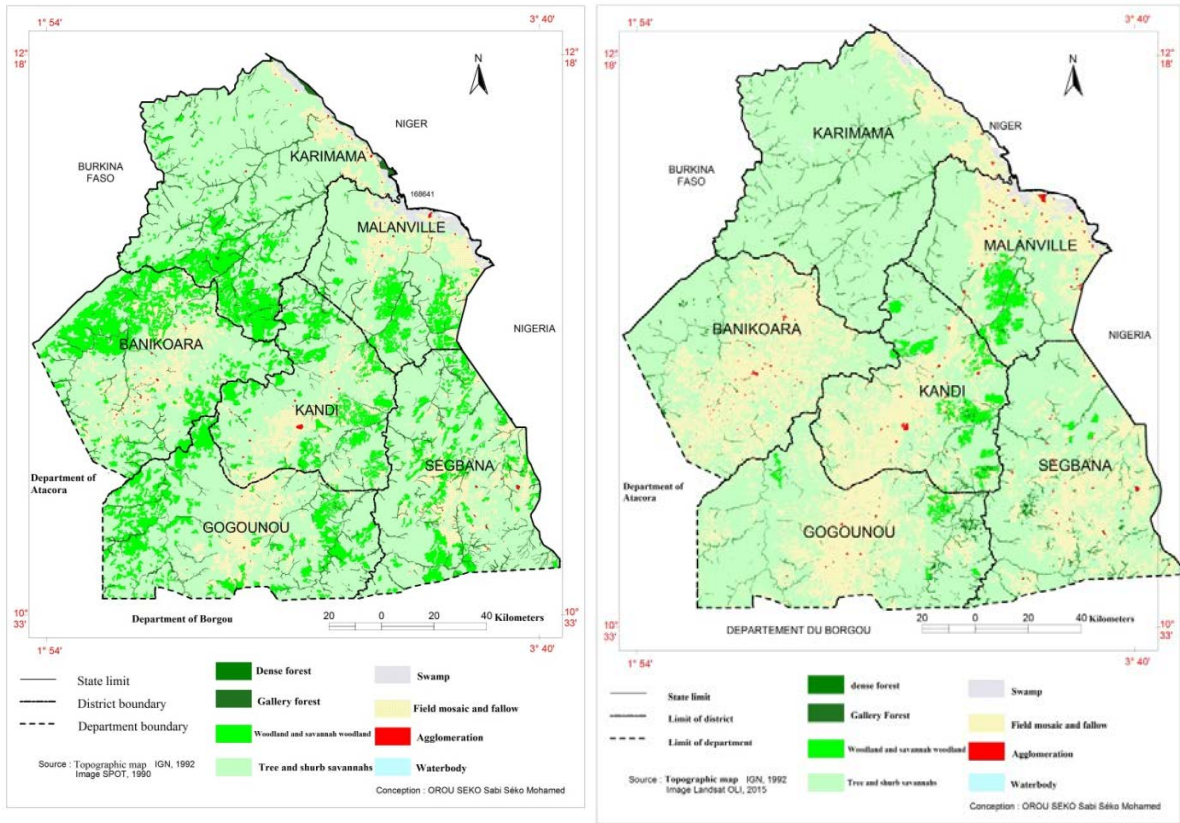 1° 54'
3° 40'
12°
18'
12°
18'
N
NIGER
BURKINA
FASO
KARIMAMA
168641
MALANVILLE
NIGERIA
BANIKOARA
KANDI
SEGBANA
Department of
Atacora
GOGOUNOU
10°
33'
10°
33'
Department of Borgou
20 0 20 40 Kilometers
1° 54'
3° 40'
State limit
District boundary
Department boundary
Dense forest
Gallery forest
Woodland and savannah woodland
Tree and shurb savannahs
Swamp
Field mosaic and fallow
Agglomeration
Waterbody
Source : Topographic map IGN, 1992
Image SPOT, 1990
Conception : OROU SEKO Sabi Séko Mohamed
1° 54'
3° 40'
12°
18'
12°
18'
N
NIGER
KARIMAMA
BURKINA
FASO
MALANVILLE
NIGERIA
BANIKOARA
KANDI
SEGBANA
Department of
Atacora
GOGOUNOU
10°
33'
10°
33'
DEPARTEMENT DU BORGOU
20 0 20 40 Kilometers
1° 54'
3° 40'
State limit
Limit of district
Limit of department
dense forest
Gallery Forest
Woodland and savannah woodland
Tree and shurb savannahs
Swamp
Field mosaic and fallow
Agglomeration
Waterbody
Source : Topographic map IGN, 1992
Image Landsat OLI, 2015
Conception : OROU SEKO Sabi Séko Mohamed